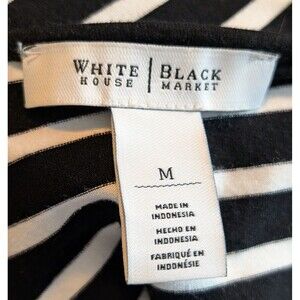 WHITE | BLACK
HOUSE | MARKET
M
MADE IN
INDONESIA
HECHO EN
INDONESIA
FABRIQUÉ EN
INDONÉSIE